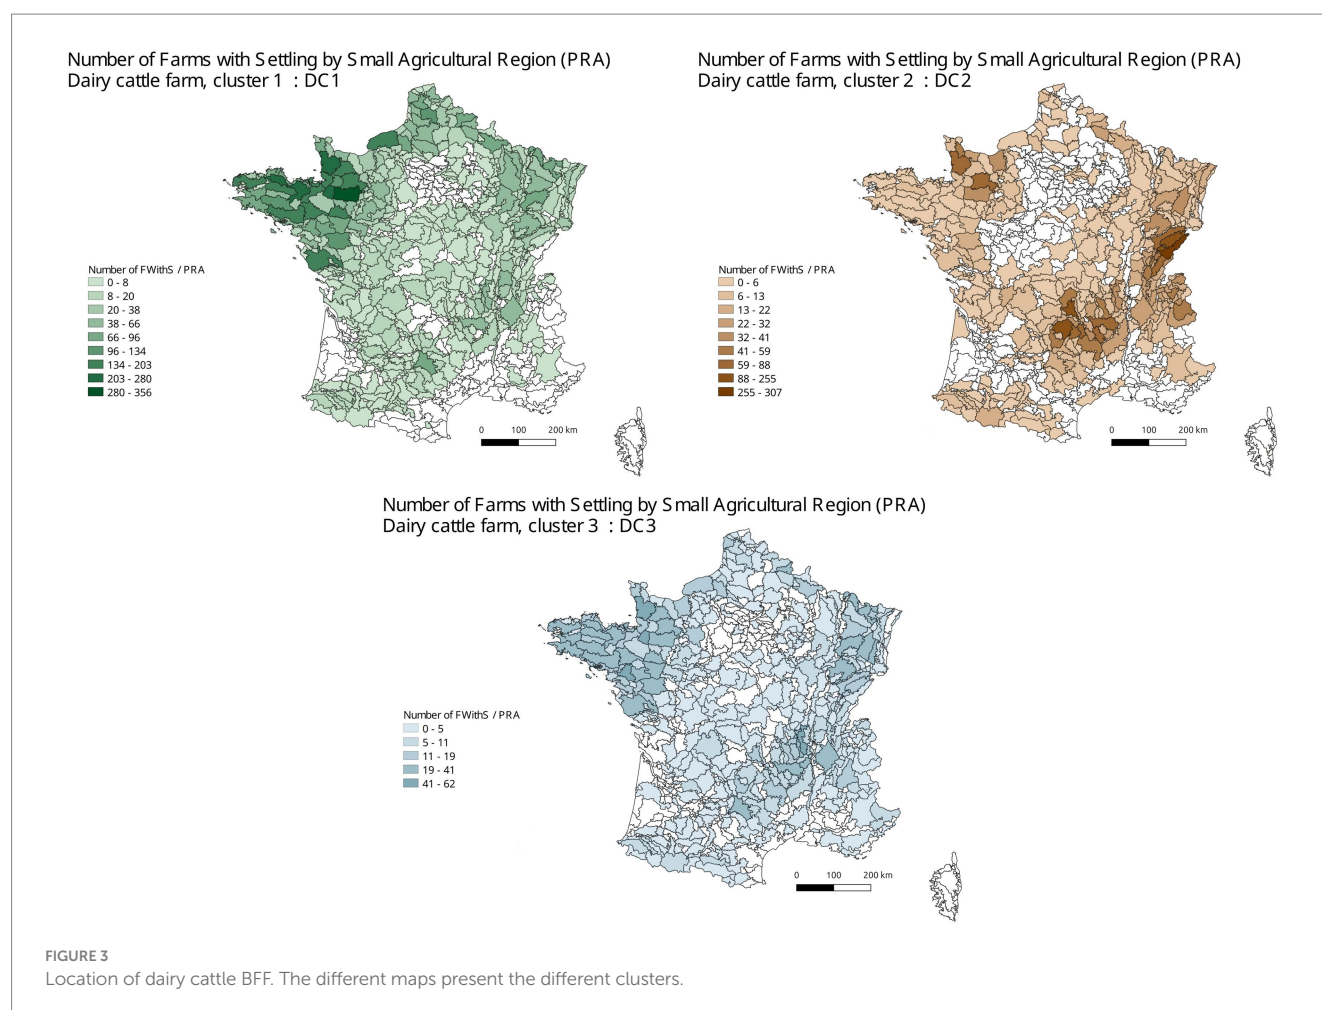 Number of Farms with Settling by Small Agricultural Region (PRA)
Dairy cattle farm, cluster 1 : DC1
Number of FWithS / PRA
0 - 8
8 - 20
20 - 38
38 - 66
66 - 96
96 - 134
134 - 203
203 - 280
280 - 356
0 100 200 km
Number of Farms with Settling by Small Agricultural Region (PRA)
Dairy cattle farm, cluster 2 : DC2
Number of FWithS / PRA
0 - 6
6 - 13
13 - 22
22 - 32
32 - 41
41 - 59
59 - 88
88 - 255
255 - 307
0 100 200 km
Number of Farms with Settling by Small Agricultural Region (PRA)
Dairy cattle farm, cluster 3 : DC3
Number of FWithS / PRA
0 - 5
5 - 11
11 - 19
19 - 41
41 - 62
0 100 200 km
FIGURE 3
Location of dairy cattle BFF. The different maps present the different clusters.